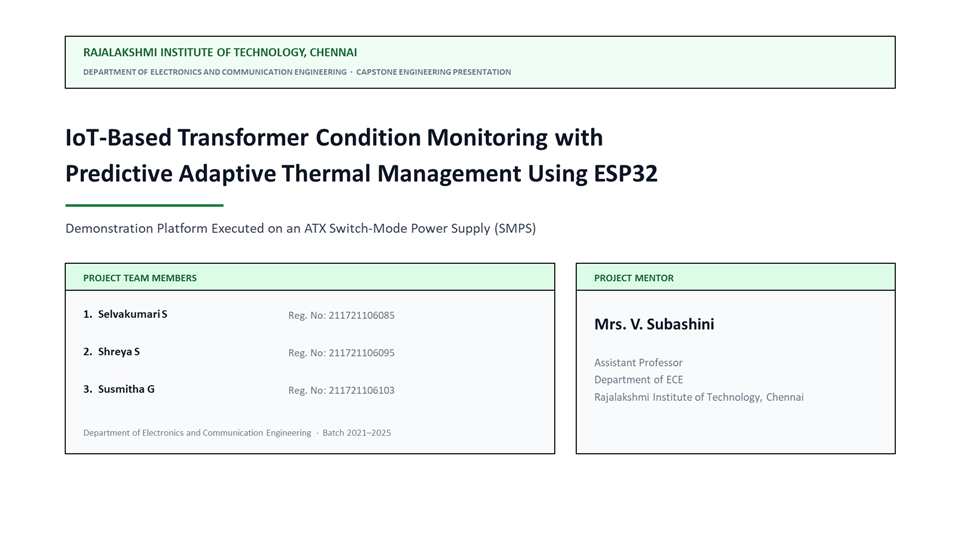 RAJALAKSHMI INSTITUTE OF TECHNOLOGY, CHENNAI
DEPARTMENT OF ELECTRONICS AND COMMUNICATION ENGINEERING · CAPSTONE ENGINEERING PRESENTATION
IoT-Based Transformer Condition Monitoring with
Predictive Adaptive Thermal Management Using ESP32
Demonstration Platform Executed on an ATX Switch-Mode Power Supply (SMPS)
PROJECT TEAM MEMBERS
1. Selvakumari S Reg. No: 211721106085
2. Shreya S Reg. No: 211721106095
3. Susmitha G Reg. No: 211721106103
Department of Electronics and Communication Engineering · Batch 2021–2025
PROJECT MENTOR
Mrs. V. Subashini
Assistant Professor
Department of ECE
Rajalakshmi Institute of Technology, Chennai